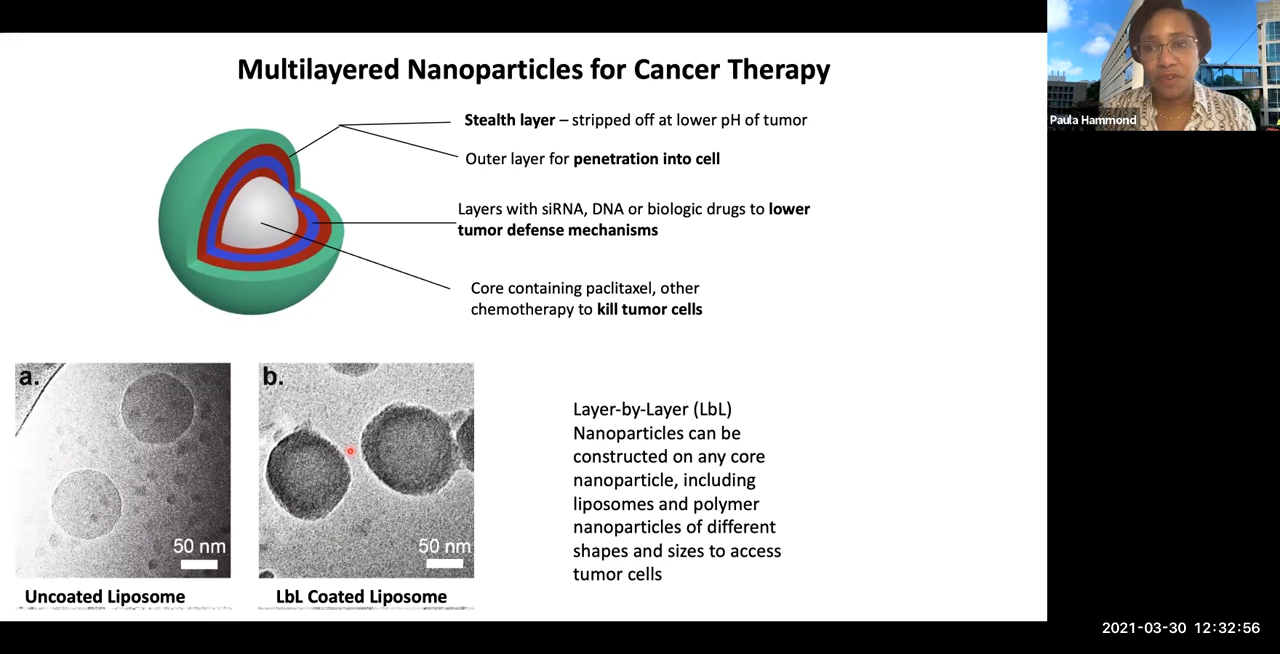 Multilayered Nanoparticles for Cancer Therapy
Stealth layer – stripped off at lower pH of tumor
Outer layer for penetration into cell
Layers with siRNA, DNA or biologic drugs to lower
tumor defense mechanisms
Core containing paclitaxel, other
chemotherapy to kill tumor cells
a.
50 nm
Uncoated Liposome
b.
50 nm
LbL Coated Liposome
Layer-by-Layer (LbL)
Nanoparticles can be
constructed on any core
nanoparticle, including
liposomes and polymer
nanoparticles of different
shapes and sizes to access
tumor cells
Paula Hammond
2021-03-30 12:32:56